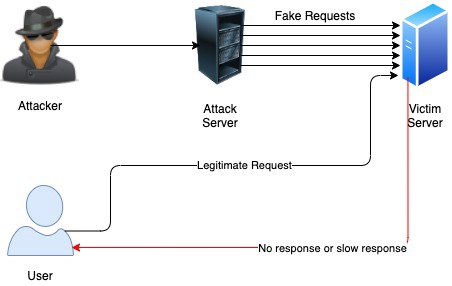 Fake Requests
Attacker
Attack
Server
Victim
Server
Legitimate Request
No response or slow response
User